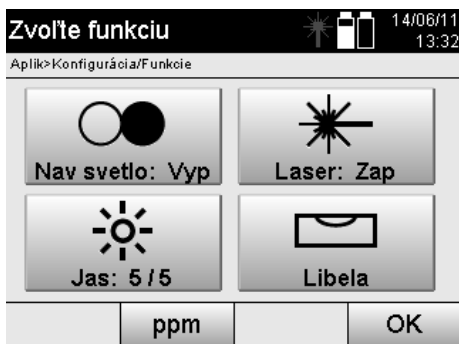 Zvoľte funkciu
14/06/11
13:32
Aplik>Konfigurácia/Funkcie
Nav svetlo: Vyp
Laser: Zap
Jas: 5/5
Libela
ppm
OK